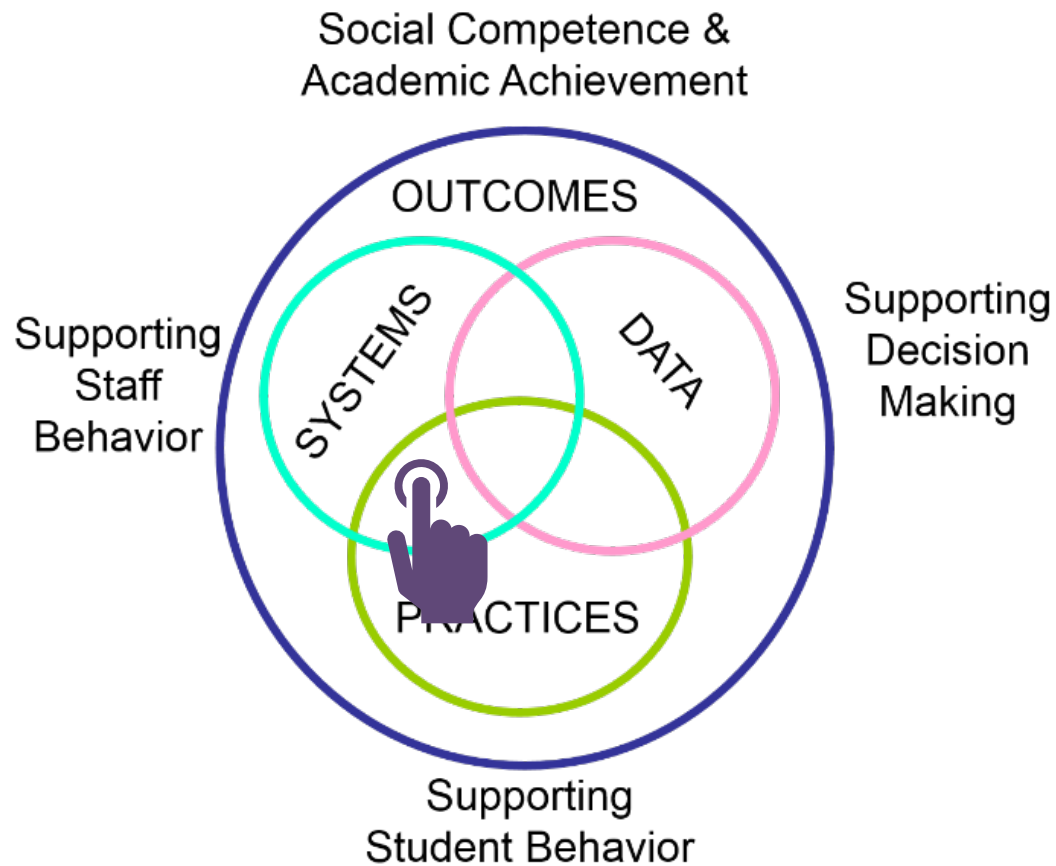 Social Competence &
Academic Achievement
OUTCOMES
SYSTEMS
DATA
Supporting
Staff
Behavior
Supporting
Decision
Making
PRACTICES
Supporting
Student Behavior